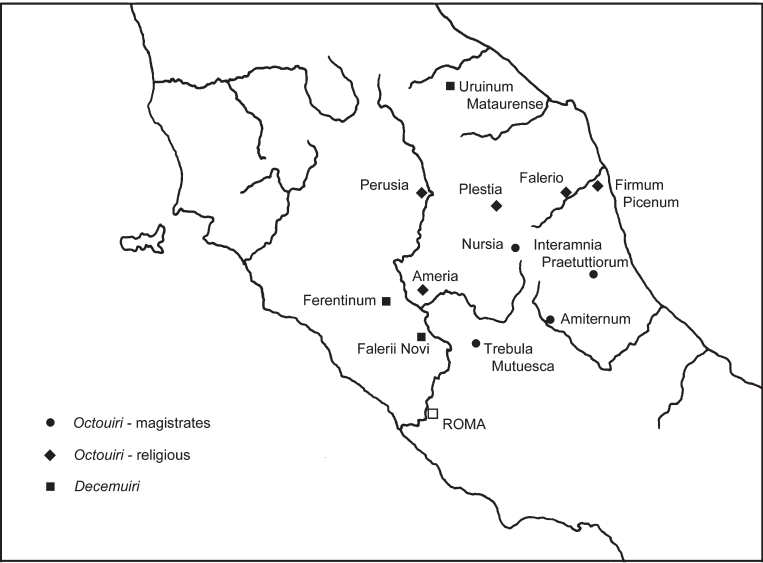 Uruinum
Mataurense
Perusia
Plestia
Falerio
Firmum
Picenum
Nursia
Interamnia
Praetuttiorum
Ameria
Ferentinum
Amiternum
Falerii Novi
Trebula
Mutuesca
ROMA
Octouiri - magistrates
Octouiri - religious
Decemuiri